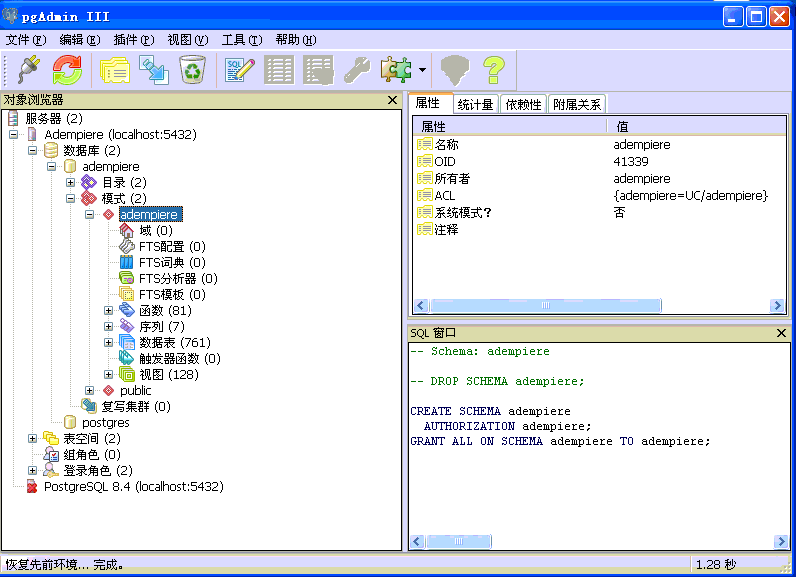 pgAdmin III
文件(F) 编辑(E) 插件(P) 视图(V) 工具(T) 帮助(H)
SQL
对象浏览器
服务器 (2)
Adempiere (localhost:5432)
数据库 (2)
adempiere
目录 (2)
模式 (2)
adempiere
域 (0)
FTS配置 (0)
FTS词典 (0)
FTS分析器 (0)
FTS模板 (0)
函数 (81)
序列 (7)
数据表 (761)
触发器函数 (0)
视图 (128)
public
复写集群 (0)
postgres
表空间 (2)
组角色 (0)
登录角色 (2)
PostgreSQL 8.4 (localhost:5432)
属性 统计量 依赖性 附属关系
属性 值
名称 adempiere
OID 41339
所有者 adempiere
ACL {adempiere=UC/adempiere}
系统模式? 否
注释
SQL 窗口
-- Schema: adempiere
-- DROP SCHEMA adempiere;
CREATE SCHEMA adempiere
AUTHORIZATION adempiere;
GRANT ALL ON SCHEMA adempiere TO adempiere;
恢复先前环境... 完成。 1.28 秒